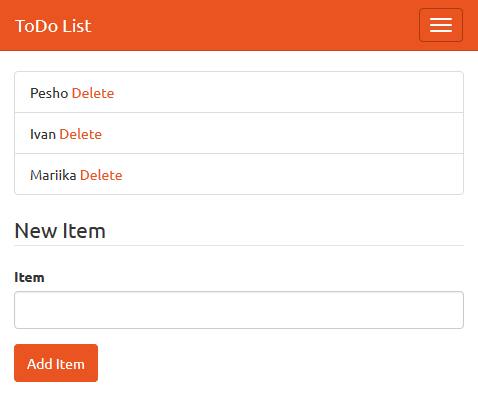 ToDo List
Pesho Delete
Ivan Delete
Mariika Delete
New Item
Item
Add Item